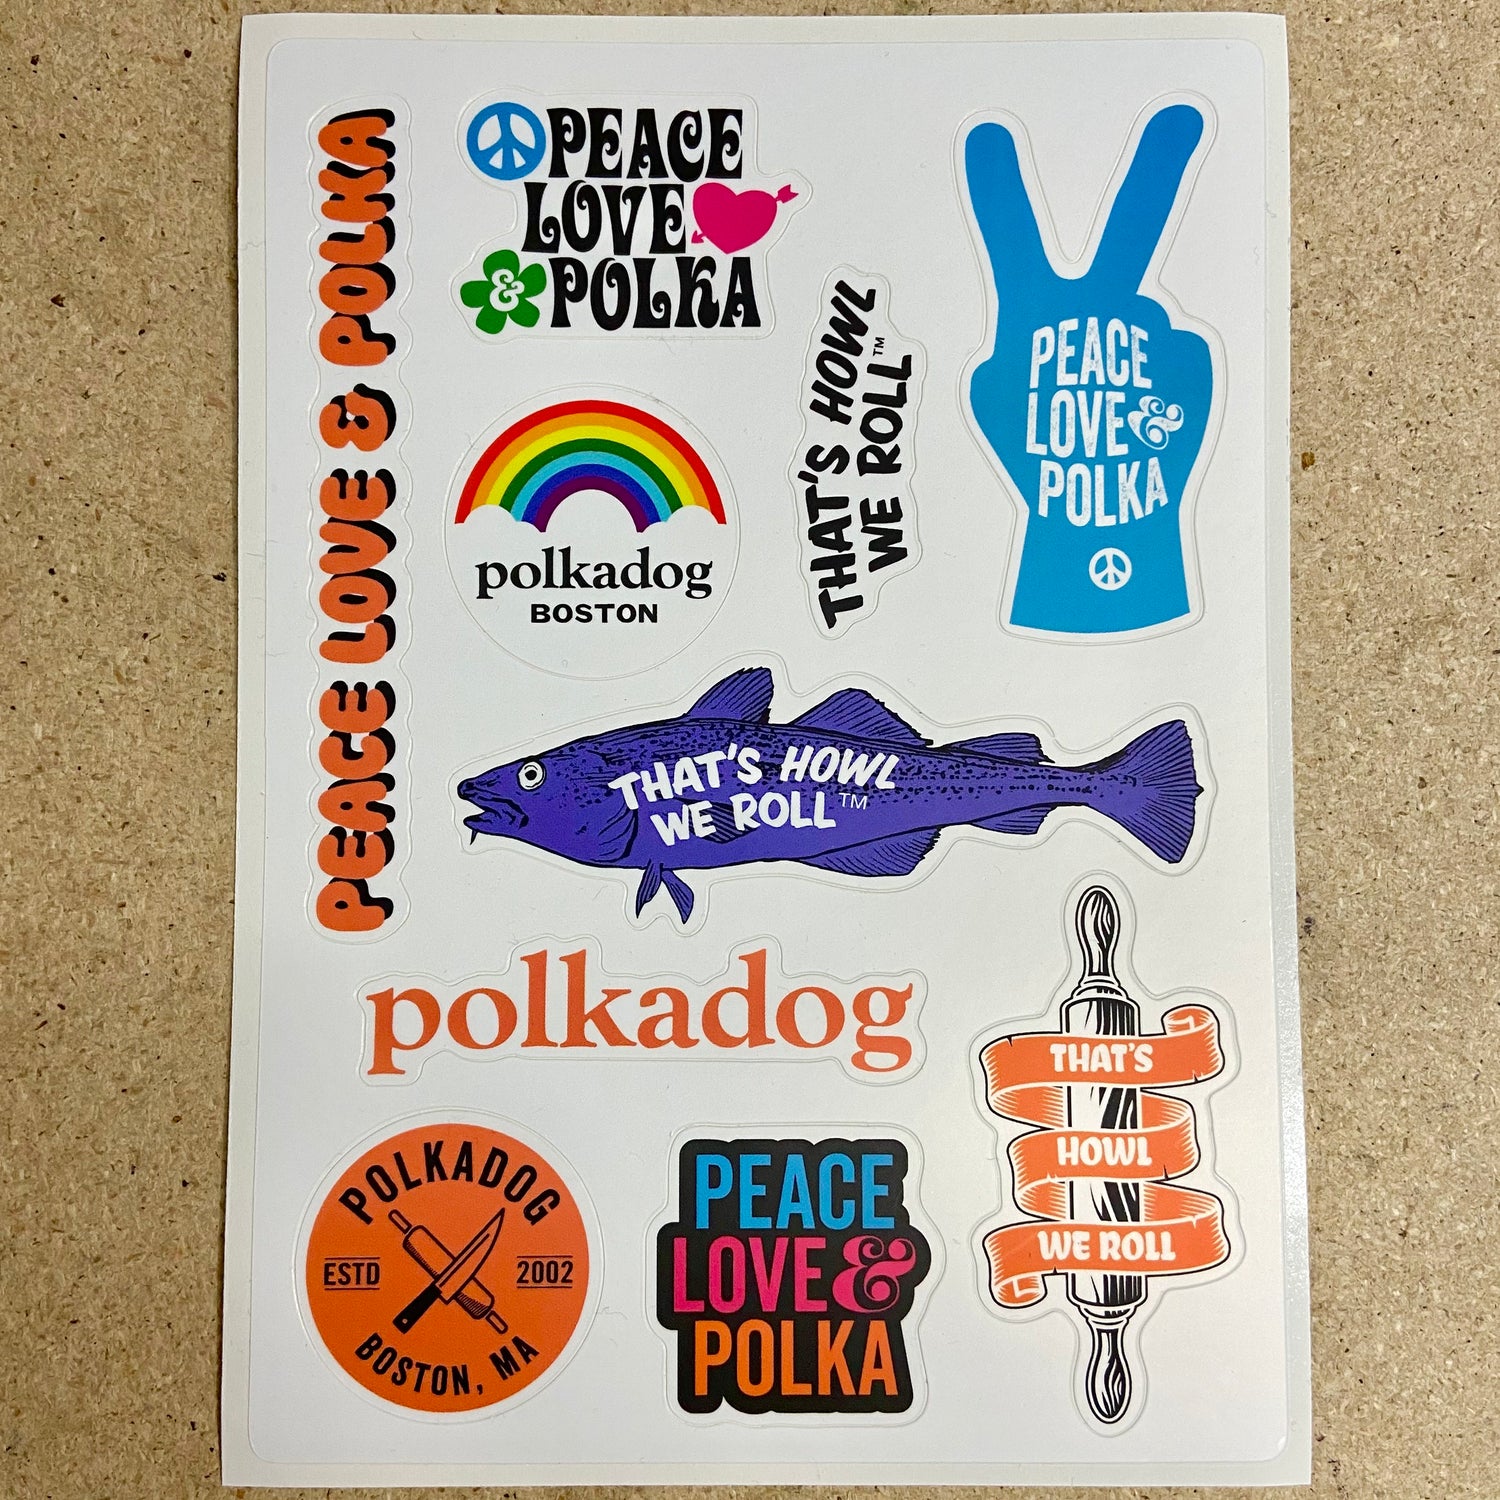 PEACE LOVE & POLKA
PEACE
LOVE
& POLKA
THAT'S HOWL
WE ROLL™
PEACE
LOVE &
POLKA
polkadog
BOSTON
THAT'S HOWL
WE ROLL™
polkadog
THAT'S
HOWL
WE ROLL
POLKADOG
ESTD 2002
BOSTON, MA
PEACE
LOVE &
POLKA